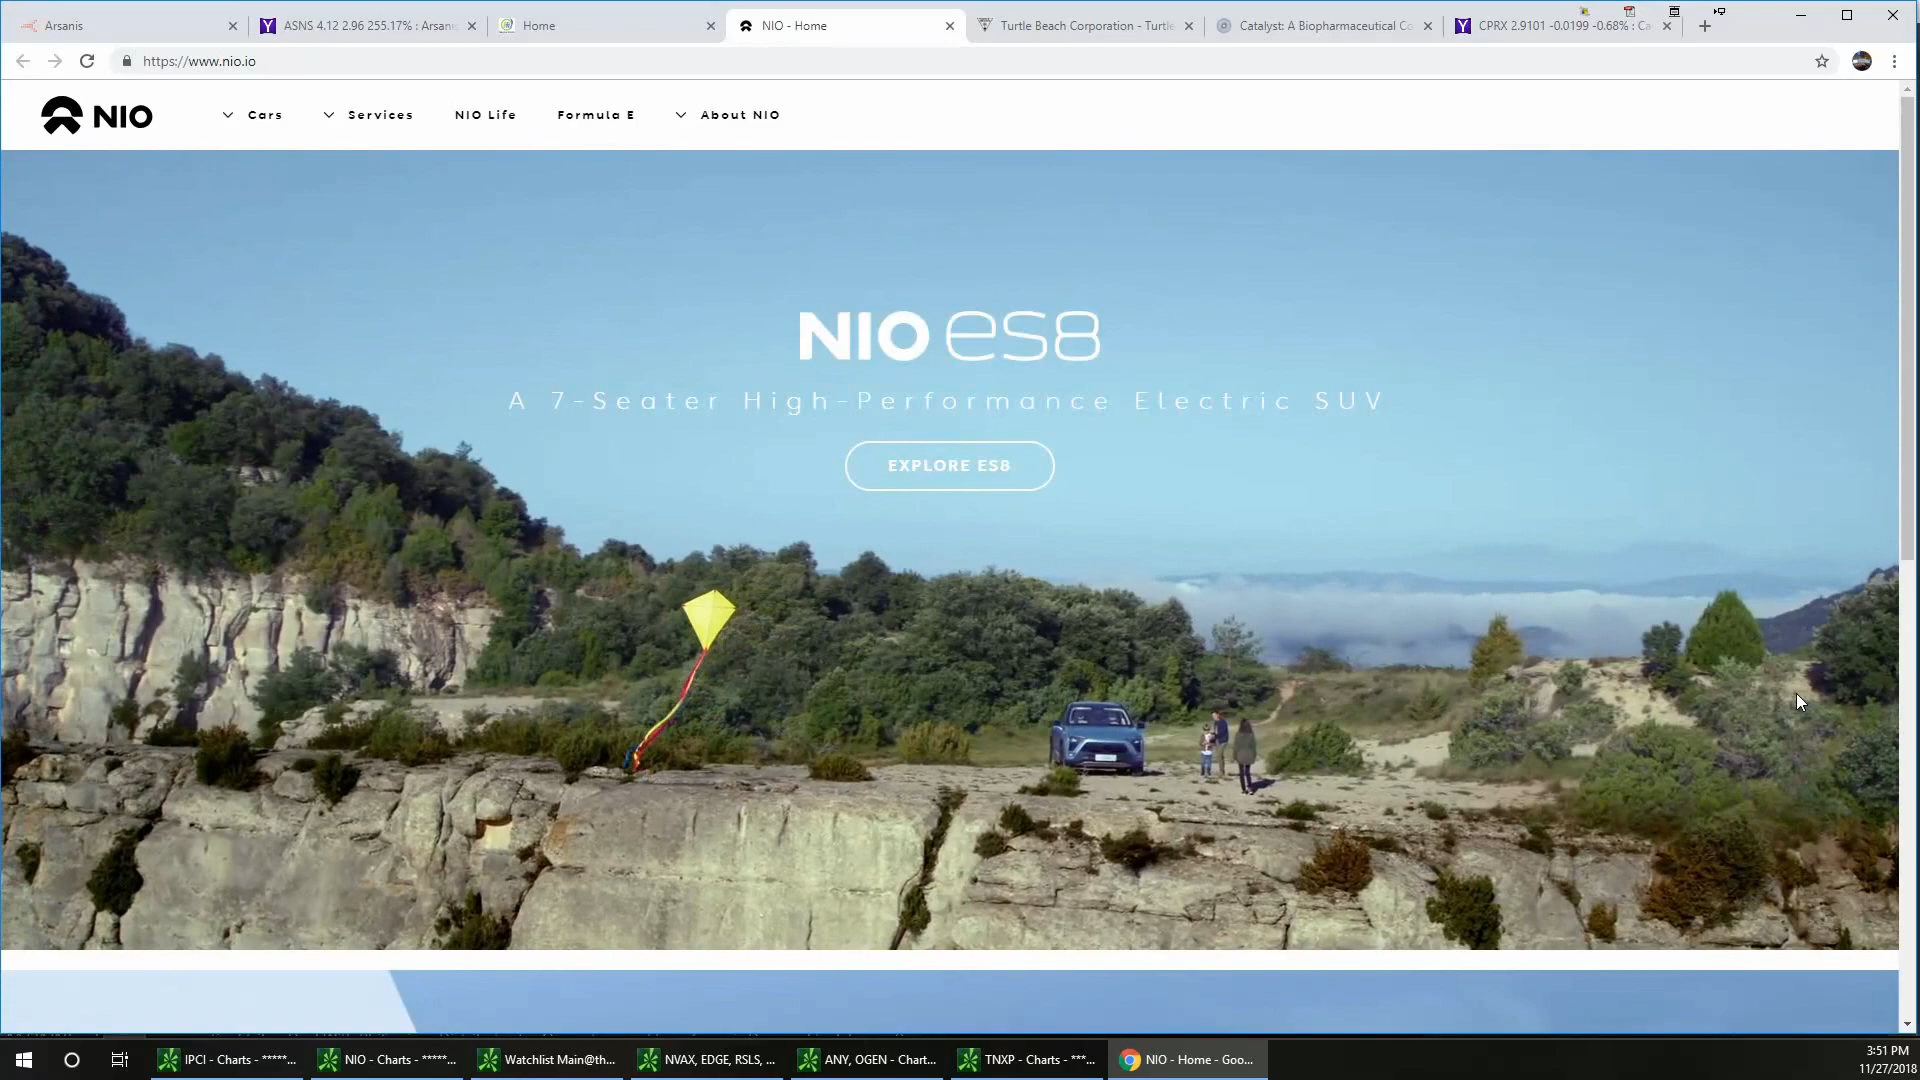 Arsanis
ASNS 4.12 2.96 255.17% : Arsanis
Home
NIO - Home
Turtle Beach Corporation - Turtle
Catalyst: A Biopharmaceutical Co
CPRX 2.9101 -0.0199 -0.68% : Ca
https://www.nio.io
NIO
Cars
Services
NIO Life
Formula E
About NIO
NIO es8
A 7-Seater High-Performance Electric SUV
EXPLORE ES8
IPCI - Charts - *****...
NIO - Charts - *****...
Watchlist Main@th...
NVAX, EDGE, RSLS, ...
ANY, OGEN - Chart...
TNXP - Charts - ***...
NIO - Home - Goo...
3:51 PM
11/27/2018